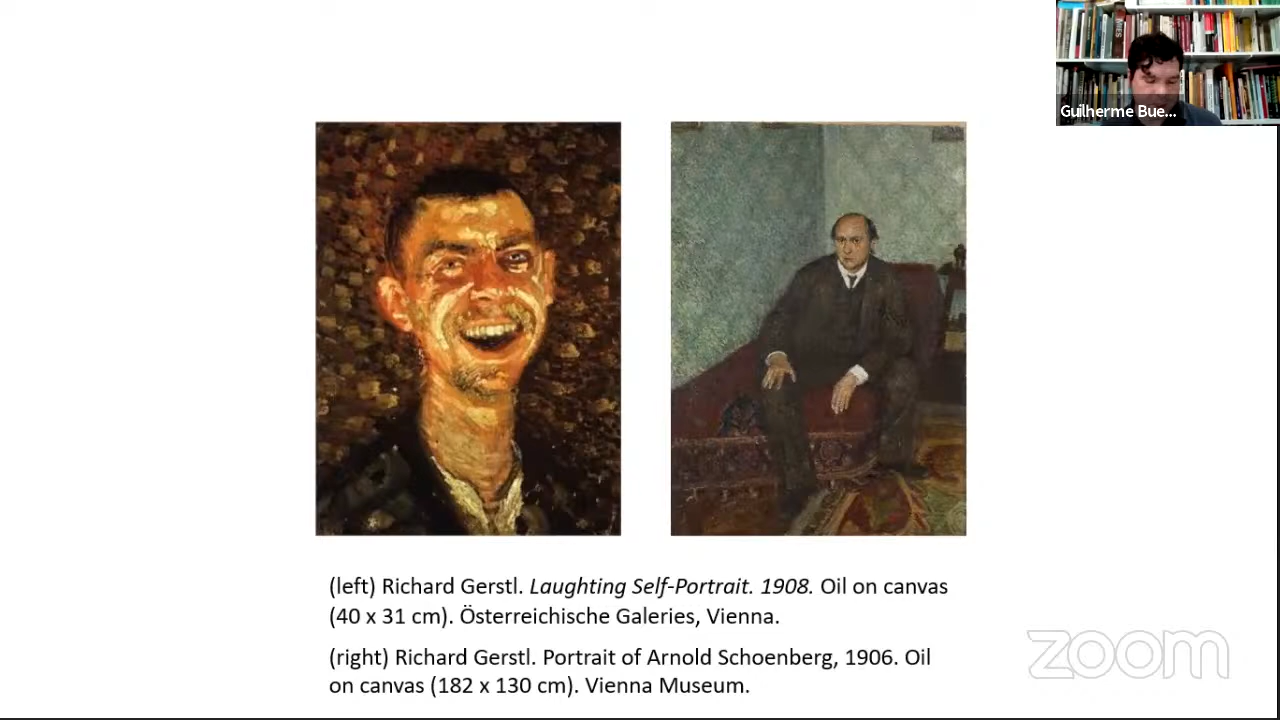 Guilherme Bue...
(left) Richard Gerstl. Laughting Self-Portrait. 1908. Oil on canvas
(40 x 31 cm). Österreichische Galeries, Vienna.
(right) Richard Gerstl. Portrait of Arnold Schoenberg, 1906. Oil
on canvas (182 x 130 cm). Vienna Museum.
zoom